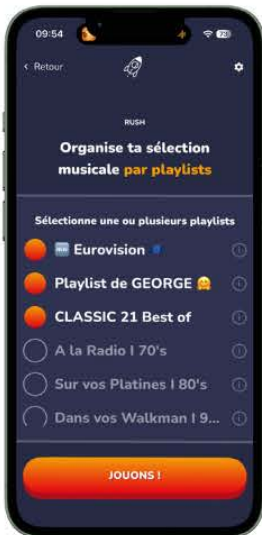 09:54
73
< Retour
RUSH
Organise ta sélection
musicale par playlists
Sélectionne une ou plusieurs playlists
Eurovision
Playlist de GEORGE 🤗
CLASSIC 21 Best of
A la Radio I 70's
Sur vos Platines I 80's
Dans vos Walkman I 9...
JOUONS !